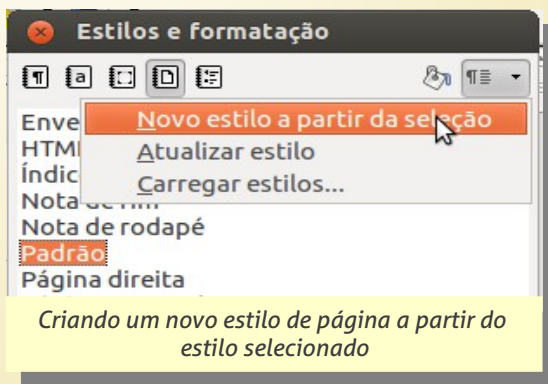 Estilos e formatação
Novo estilo a partir da seleção
Atualizar estilo
Carregar estilos...
Enve
HTM
Índic
Nota de fim
Nota de rodapé
Padrão
Página direita
Criando um novo estilo de página a partir do
estilo selecionado